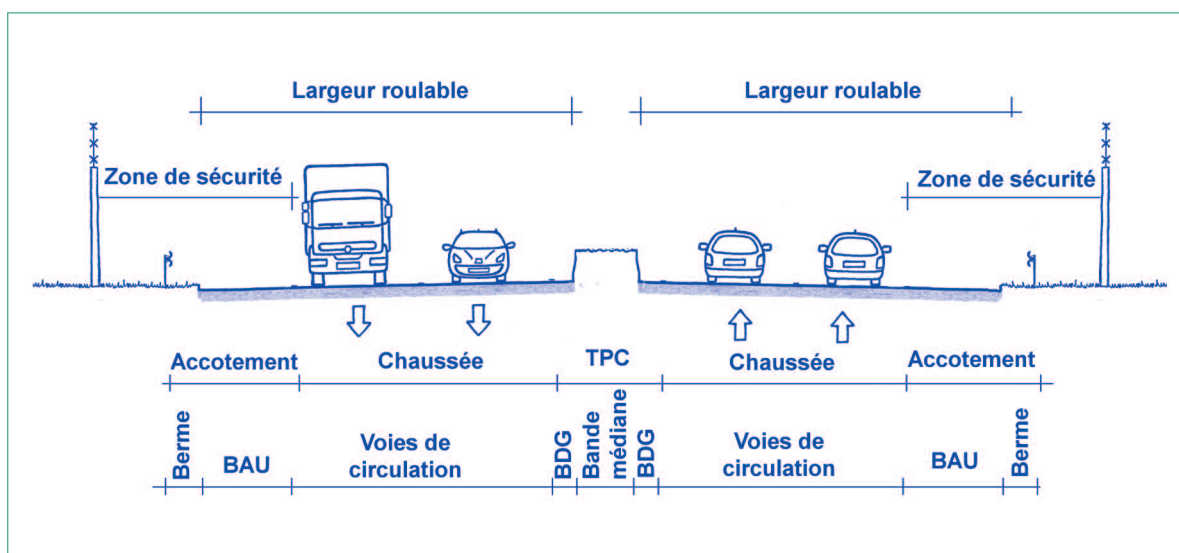 Largeur roulable
Largeur roulable
Zone de sécurité
Zone de sécurité
Accotement
Chaussée
TPC
Chaussée
Accotement
Berme
BAU
Voies de
circulation
BDG
Bande
médiane
BDG
Voies de
circulation
BAU
Berme